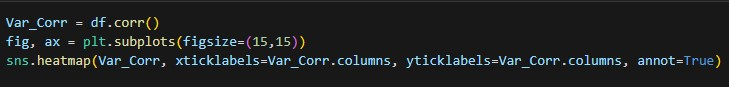 Var_Corr = df.corr()
fig, ax = plt.subplots(figsize=(15,15))
sns.heatmap(Var_Corr, xticklabels=Var_Corr.columns, yticklabels=Var_Corr.columns, annot=True)